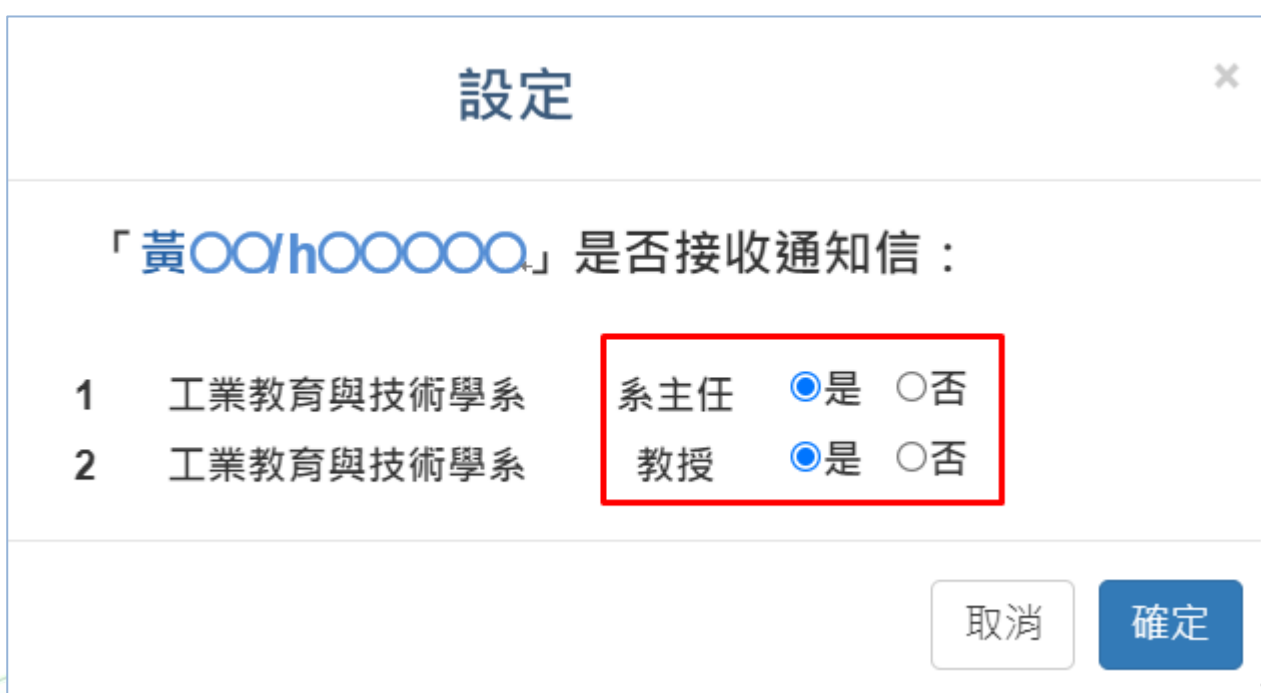 設定 ×
「黃〇〇/h〇〇〇〇〇」是否接收通知信：
1 工業教育與技術學系 系主任 是 否
2 工業教育與技術學系 教授 是 否
取消 確定